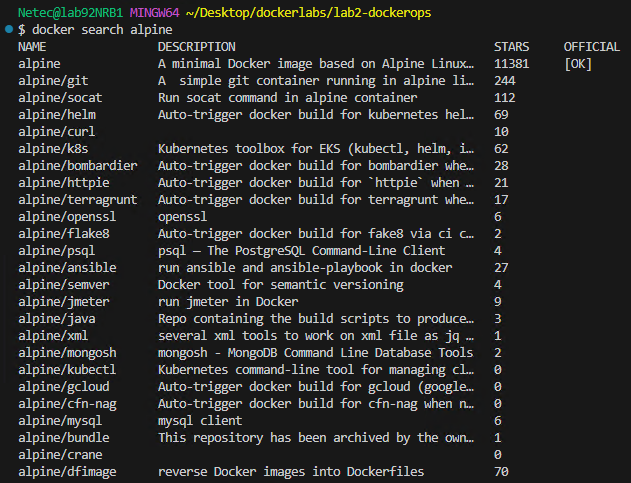 Netec@lab92NRB1 MINGW64 ~/Desktop/dockerlabs/lab2-dockerops
$ docker search alpine
NAME DESCRIPTION STARS OFFICIAL
alpine A minimal Docker image based on Alpine Linux… 11381 [OK]
alpine/git A  simple git container running in alpine li… 244
alpine/socat Run socat command in alpine container 112
alpine/helm Auto-trigger docker build for kubernetes hel… 69
alpine/curl 10
alpine/k8s Kubernetes toolbox for EKS (kubectl, helm, i… 62
alpine/bombardier Auto-trigger docker build for bombardier whe… 28
alpine/httpie Auto-trigger docker build for `httpie` when … 21
alpine/terragrunt Auto-trigger docker build for terragrunt whe… 17
alpine/openssl openssl 6
alpine/flake8 Auto-trigger docker build for fake8 via ci c… 2
alpine/psql psql — The PostgreSQL Command-Line Client 4
alpine/ansible run ansible and ansible-playbook in docker 27
alpine/semver Docker tool for semantic versioning 4
alpine/jmeter run jmeter in Docker 9
alpine/java Repo containing the build scripts to produce… 3
alpine/xml several xml tools to work on xml file as jq … 1
alpine/mongosh mongosh - MongoDB Command Line Database Tools 2
alpine/kubectl Kubernetes command-line tool for managing cl… 0
alpine/gcloud Auto-trigger docker build for gcloud (google… 0
alpine/cfn-nag Auto-trigger docker build for cfn-nag when n… 0
alpine/mysql mysql client 6
alpine/bundle This repository has been archived by the own… 1
alpine/crane 0
alpine/dfimage reverse Docker images into Dockerfiles 70